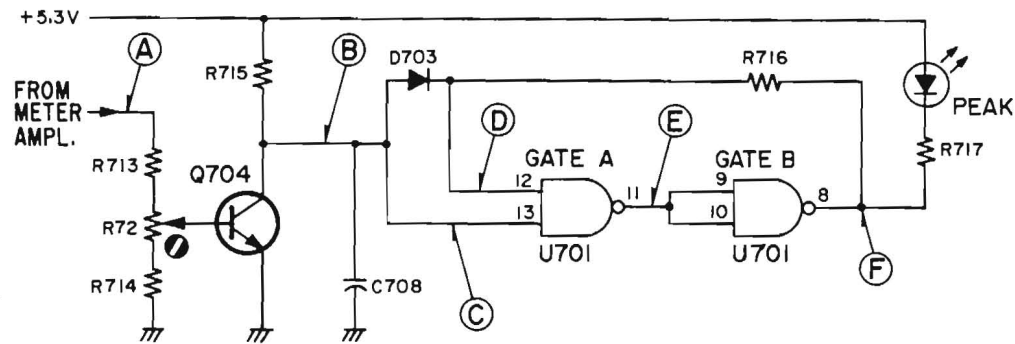 +5.3V
A
B
FROM
METER
AMPL.
R715
D703
R716
PEAK
R713
Q704
D
E
R717
GATE A
GATE B
12
11
9
8
R72
13
10
U701
U701
R714
C708
C
F